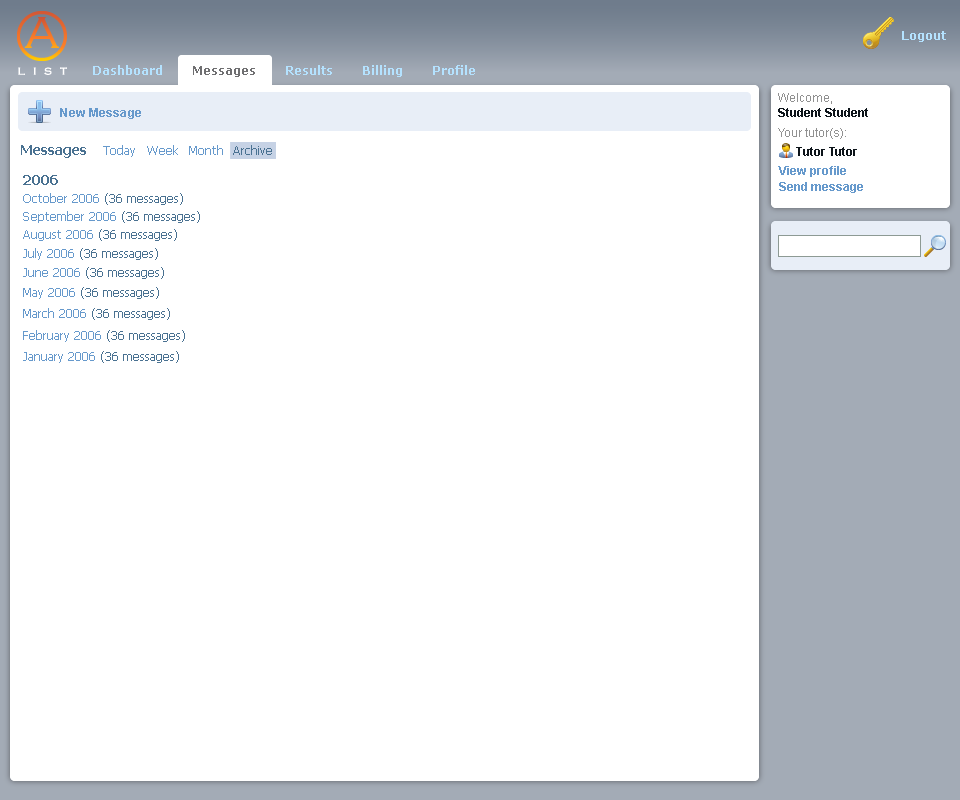 A
LIST
Dashboard Messages Results Billing Profile
Logout
New Message
Messages Today Week Month Archive
2006
October 2006 (36 messages)
September 2006 (36 messages)
August 2006 (36 messages)
July 2006 (36 messages)
June 2006 (36 messages)
May 2006 (36 messages)
March 2006 (36 messages)
February 2006 (36 messages)
January 2006 (36 messages)
Welcome,
Student Student
Your tutor(s):
Tutor Tutor
View profile
Send message